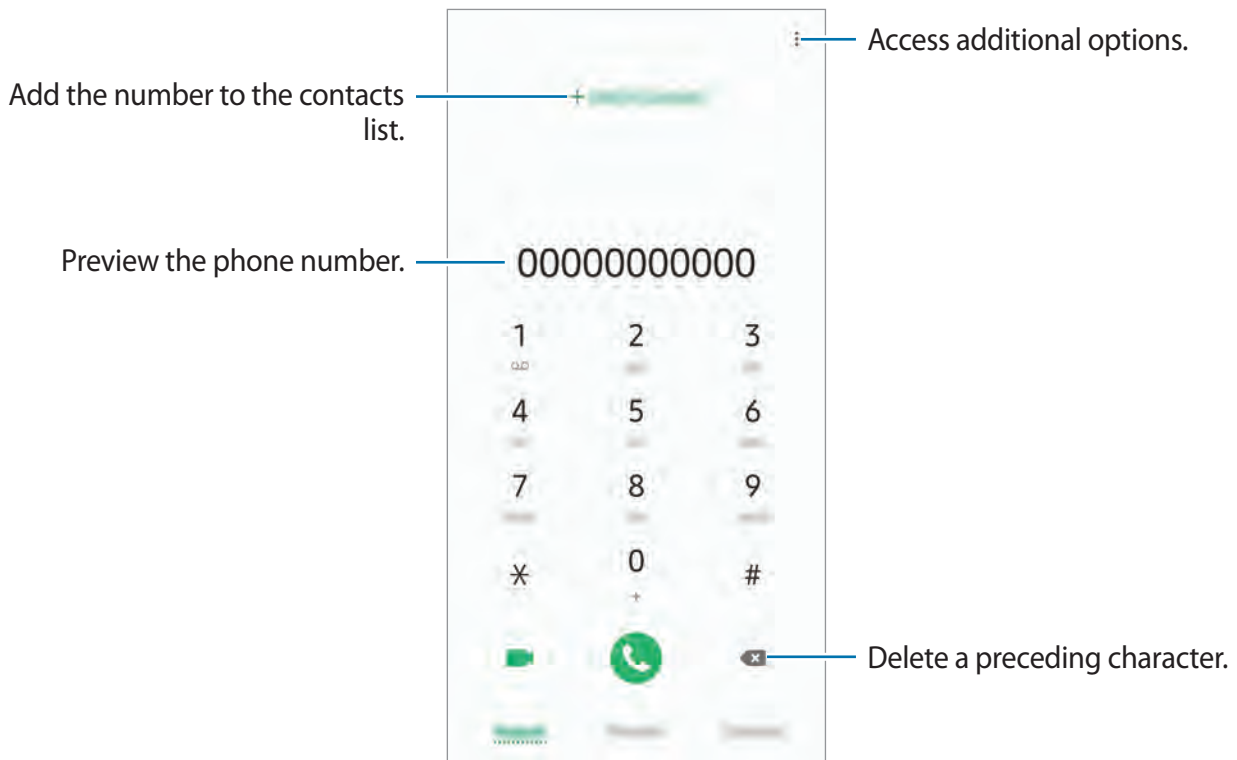 Access additional options.
Add the number to the contacts
list.
Preview the phone number.
00000000000
1 2 3
4 5 6
7 8 9
* 0 #
+
Delete a preceding character.